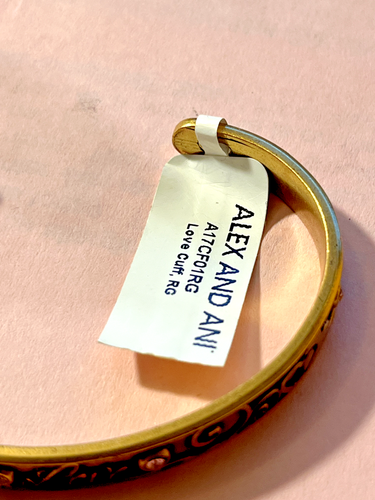 ALEX AND ANI
A17CF01RG
Love Cuff, RG